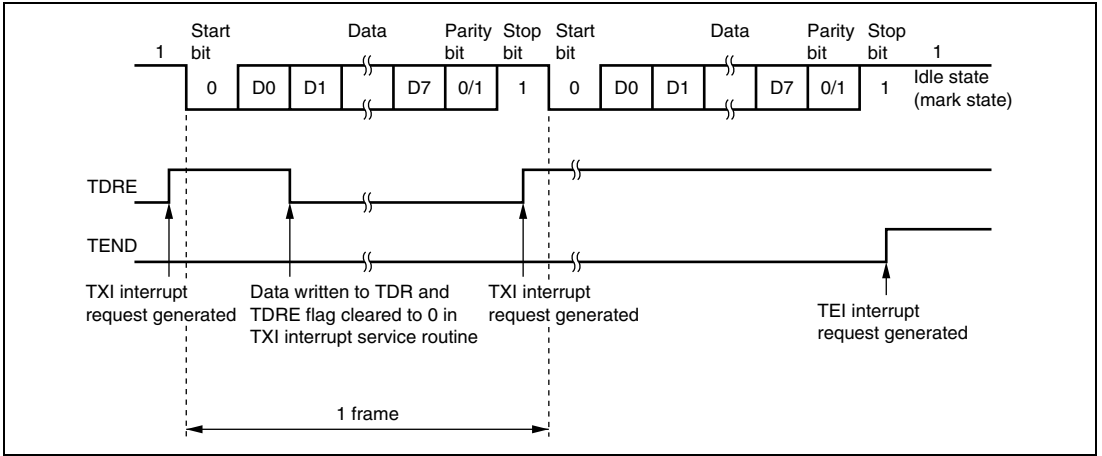 Start Data Parity Stop Start Data Parity Stop
1 bit bit bit bit bit bit 1
0 D0 D1 D7 0/1 1 0 D0 D1 D7 0/1 1 Idle state
(mark state)
TDRE
TEND
TXI interrupt
request generated
Data written to TDR and
TDRE flag cleared to 0 in
TXI interrupt service routine
TXI interrupt
request generated
TEI interrupt
request generated
1 frame